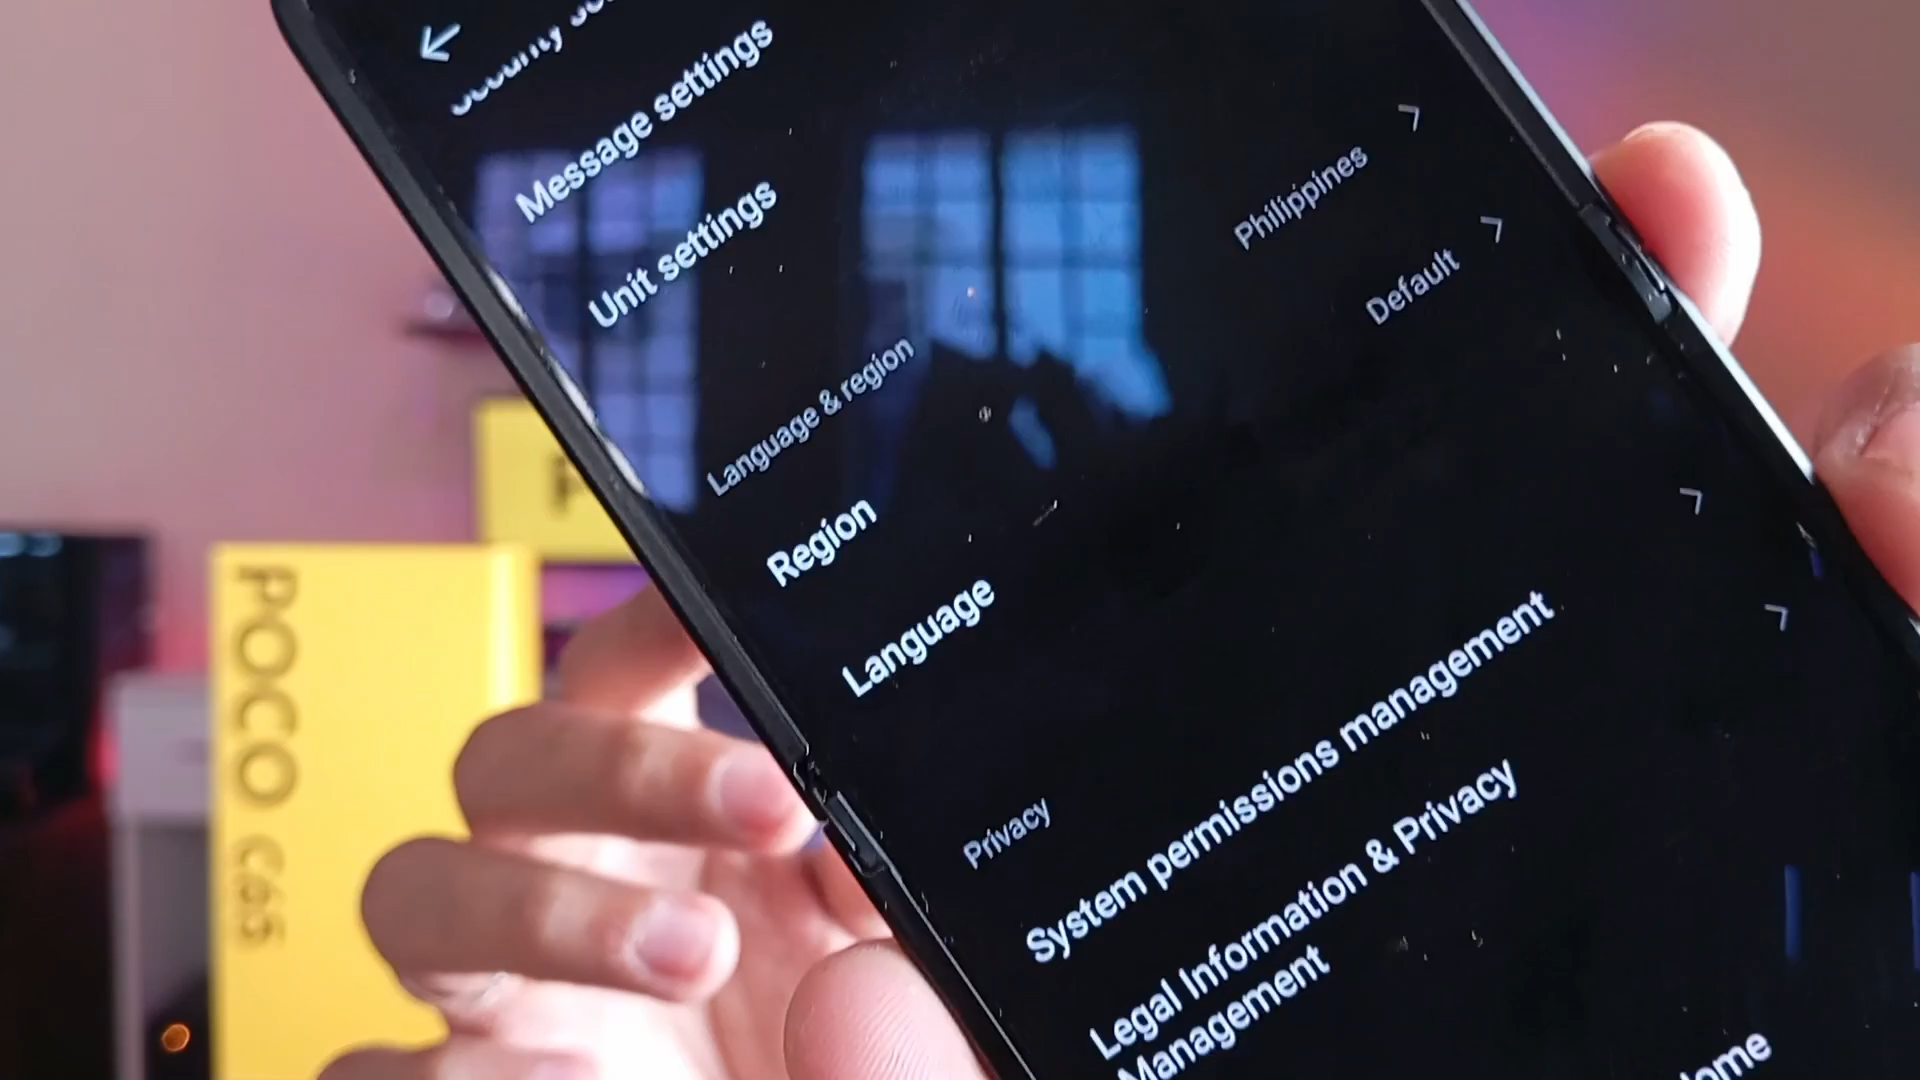 Message settings
Unit settings
Language & region
Region
Philippines
Language
Default
Privacy
System permissions management
Legal Information & Privacy
Management
POCO C65